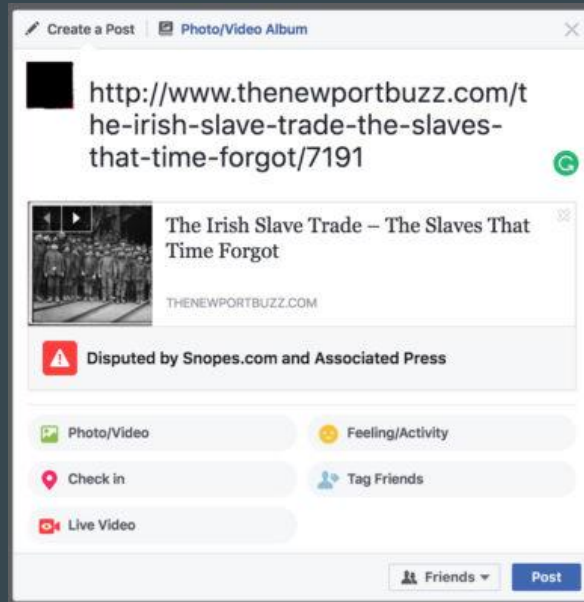 Create a Post Photo/Video Album
http://www.thenewportbuzz.com/t
he-irish-slave-trade-the-slaves-
that-time-forgot/7191
The Irish Slave Trade – The Slaves That
Time Forgot
THENEWPORTBUZZ.COM
Disputed by Snopes.com and Associated Press
Photo/Video Feeling/Activity
Check in Tag Friends
Live Video
Friends Post